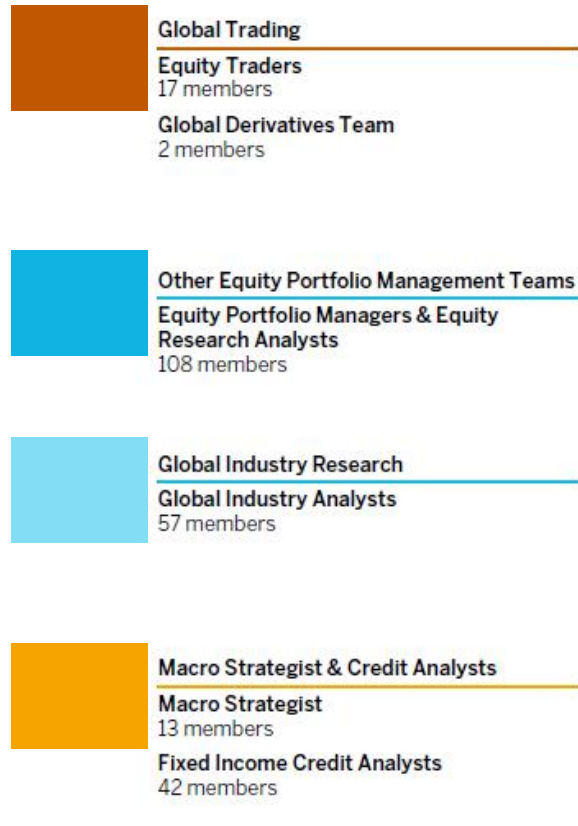 Global Trading
Equity Traders
17 members
Global Derivatives Team
2 members
Other Equity Portfolio Management Teams
Equity Portfolio Managers & Equity
Research Analysts
108 members
Global Industry Research
Global Industry Analysts
57 members
Macro Strategist & Credit Analysts
Macro Strategist
13 members
Fixed Income Credit Analysts
42 members